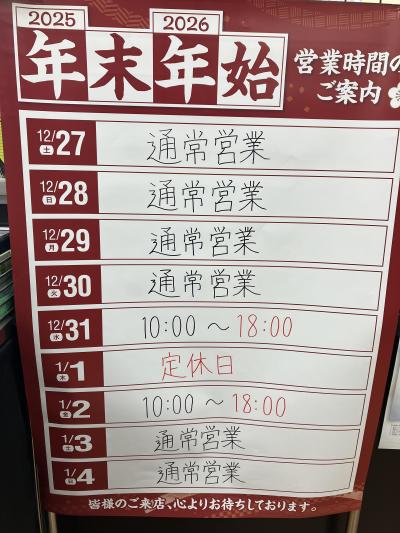 2025 2026
年末年始
営業時間の
ご案内
12/27 土 通常営業
12/28 日 通常営業
12/29 月 通常営業
12/30 火 通常営業
12/31 水 10:00 〜 18:00
1/1 木 定休日
1/2 金 10:00 〜 18:00
1/3 土 通常営業
1/4 日 通常営業
皆様のご来店、心よりお待ちしております。